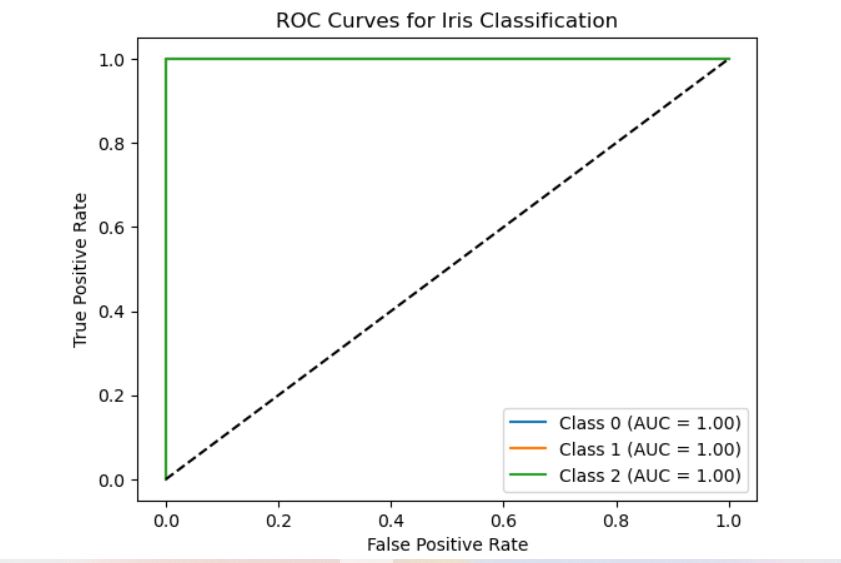 ROC Curves for Iris Classification
True Positive Rate
1.0
0.8
0.6
0.4
0.2
0.0
Class 0 (AUC = 1.00)
Class 1 (AUC = 1.00)
Class 2 (AUC = 1.00)
0.0 0.2 0.4 0.6 0.8 1.0
False Positive Rate